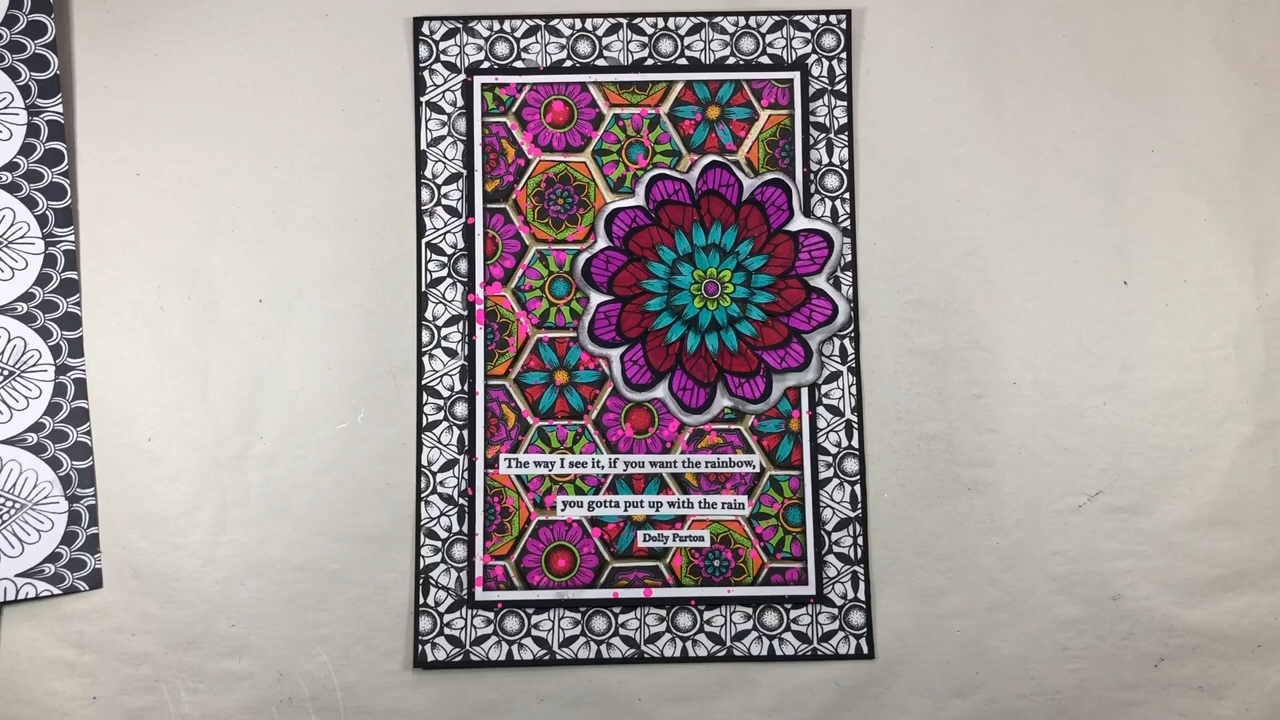 The way I see it, if you want the rainbow,
you gotta put up with the rain
Dolly Parton